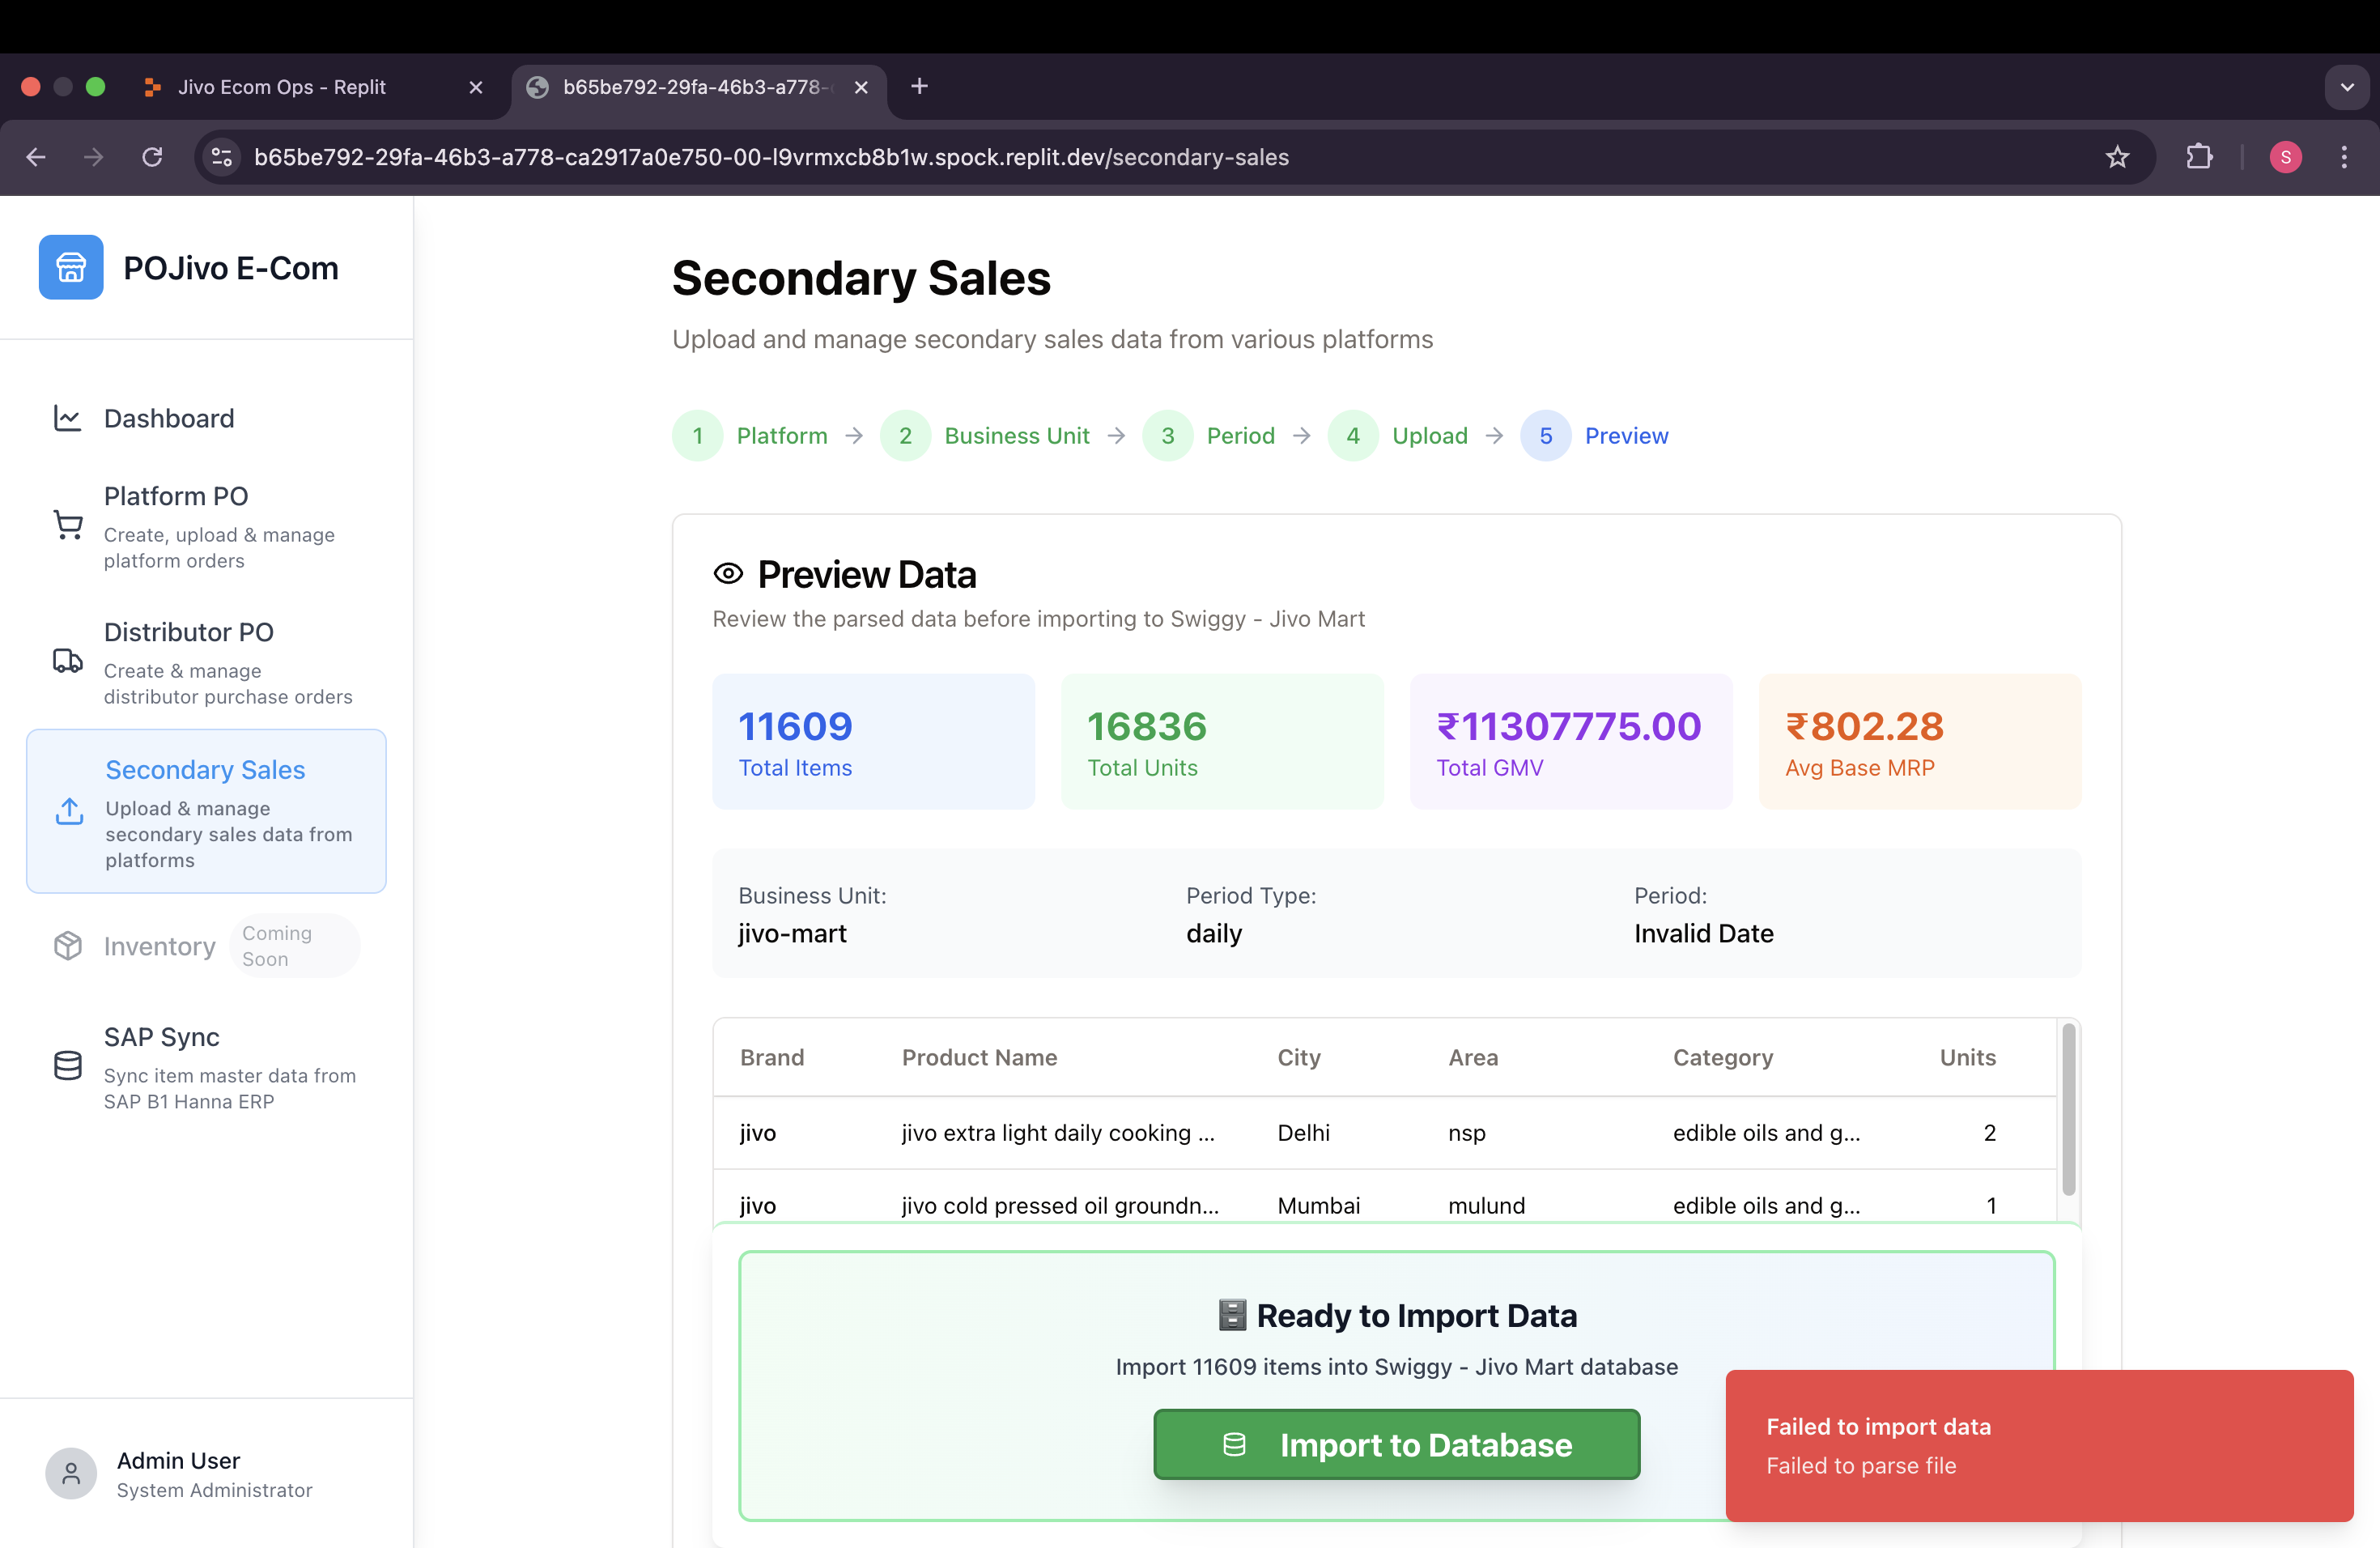 Jivo Ecom Ops - Replit
b65be792-29fa-46b3-a778-
b65be792-29fa-46b3-a778-ca2917a0e750-00-l9vrmxcb8b1w.spock.replit.dev/secondary-sales
S
POJivo E-Com
Dashboard
Platform PO
Create, upload & manage
platform orders
Distributor PO
Create & manage
distributor purchase orders
Secondary Sales
Upload & manage
secondary sales data from
platforms
Inventory
Coming
Soon
SAP Sync
Sync item master data from
SAP B1 Hanna ERP
Admin User
System Administrator
Secondary Sales
Upload and manage secondary sales data from various platforms
1 Platform → 2 Business Unit → 3 Period → 4 Upload → 5 Preview
Preview Data
Review the parsed data before importing to Swiggy - Jivo Mart
11609
Total Items
16836
Total Units
₹11307775.00
Total GMV
₹802.28
Avg Base MRP
Business Unit:
jivo-mart
Period Type:
daily
Period:
Invalid Date
Brand Product Name City Area Category Units
jivo jivo extra light daily cooking ... Delhi nsp edible oils and g... 2
jivo jivo cold pressed oil groundn... Mumbai mulund edible oils and g... 1
Ready to Import Data
Import 11609 items into Swiggy - Jivo Mart database
Import to Database
Failed to import data
Failed to parse file